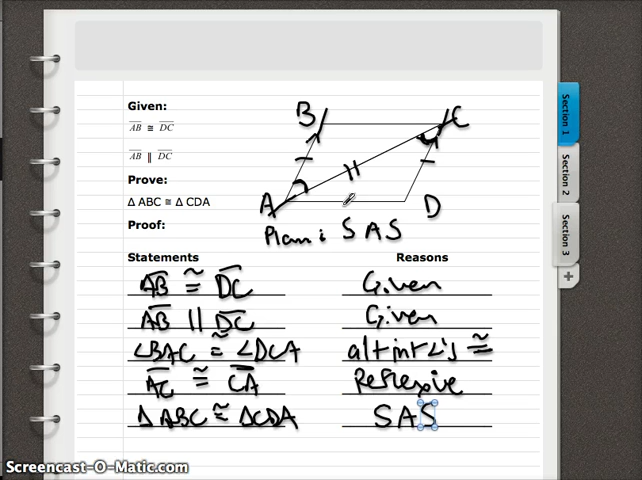 Given:
AB ≅ DC
AB ∥ DC
Prove:
Δ ABC ≅ Δ CDA
Proof:
B
C
A
D
Plan: SAS
Statements Reasons
AB ≅ DC Given
AB || DC Given
∠BAC ≅ ∠DCA alt int ∠'s ≅
AC ≅ CA Reflexive
Δ ABC ≅ ΔCDA SAS
Section 1
Section 2
Section 3
+
Screencast-O-Matic.com